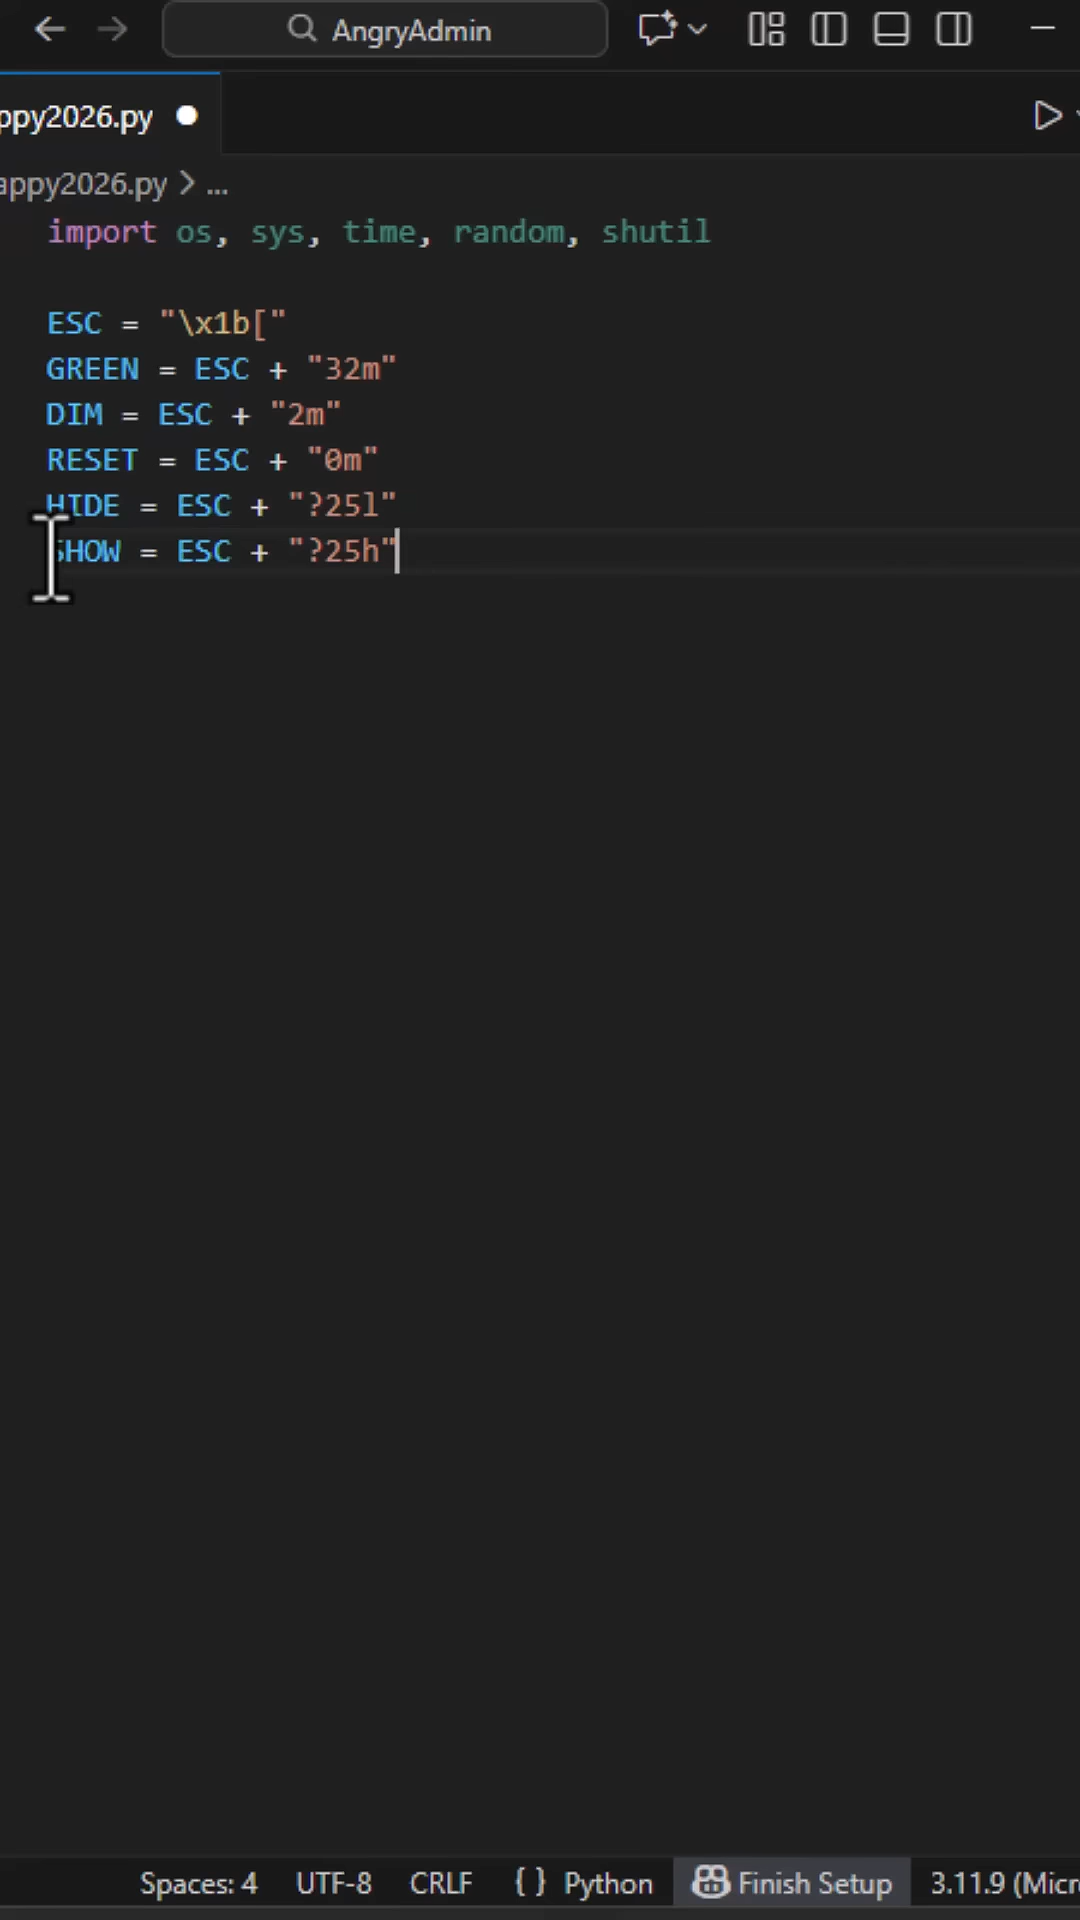 AngryAdmin
ppy2026.py
appy2026.py > ...
import os, sys, time, random, shutil
ESC = "\x1b["
GREEN = ESC + "32m"
DIM = ESC + "2m"
RESET = ESC + "0m"
HIDE = ESC + "?25l"
SHOW = ESC + "?25h"
Spaces: 4 UTF-8 CRLF {} Python Finish Setup 3.11.9 (Micr